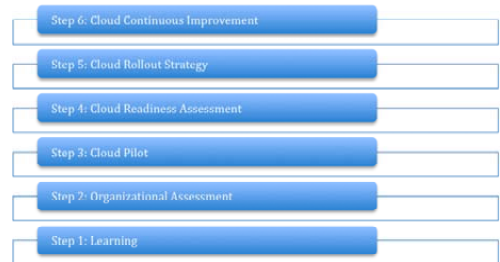 Step 6: Cloud Continuous Improvement
Step 5: Cloud Rollout Strategy
Step 4: Cloud Readiness Assessment
Step 3: Cloud Pilot
Step 2: Organizational Assessment
Step 1: Learning